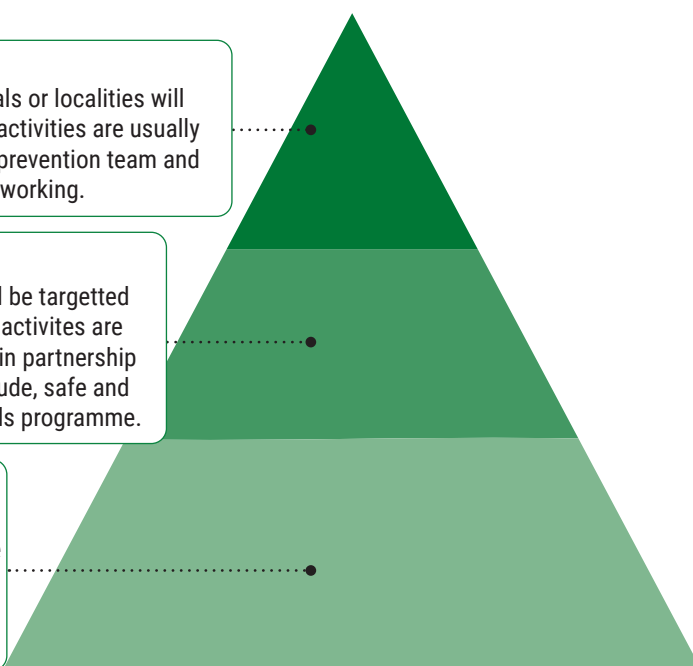 als or localities will
activities are usually
prevention team and
working.
be targetted
activites are
in partnership
ude, safe and
ls programme.